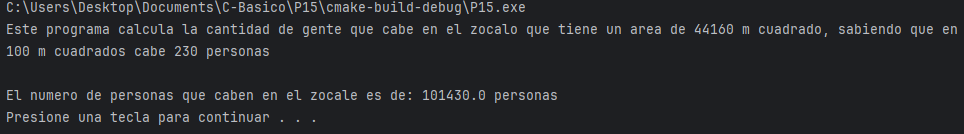 C:\Users\Desktop\Documents\C-Basico\P15\cmake-build-debug\P15.exe
Este programa calcula la cantidad de gente que cabe en el zocalo que tiene un area de 44160 m cuadrado, sabiendo que en
100 m cuadrados cabe 230 personas
El numero de personas que caben en el zocale es de: 101430.0 personas
Presione una tecla para continuar . . .